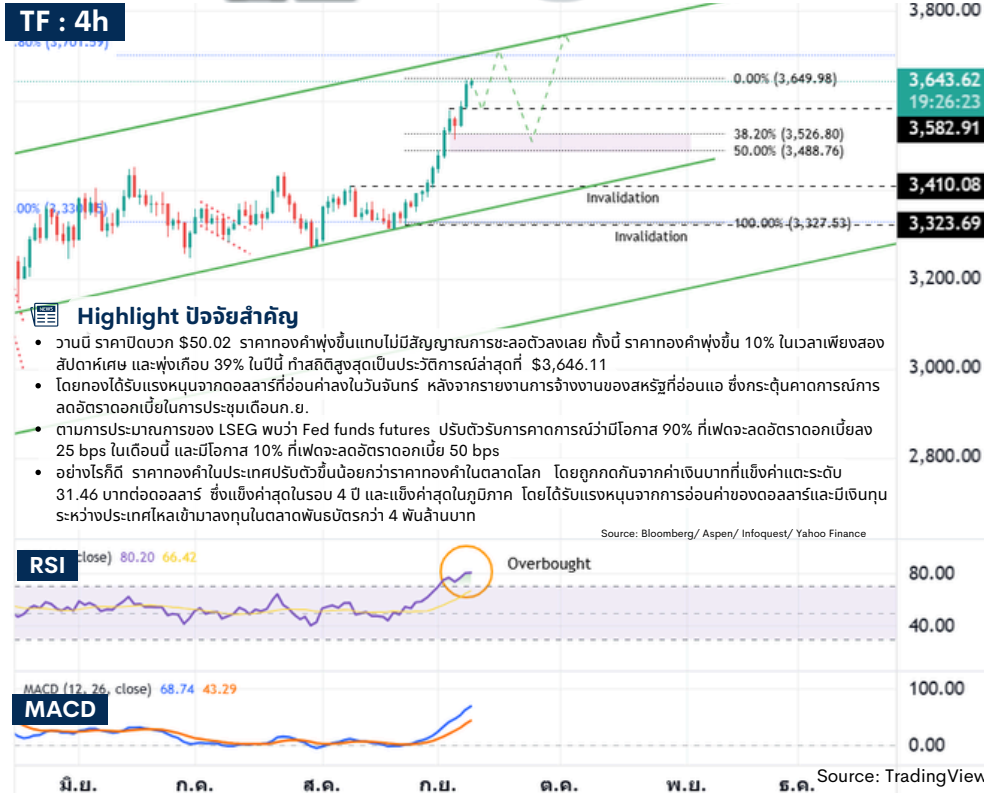 TF : 4h
.80% (3,701.59)
3,800.00
0.00% (3,649.98)
3,643.62
19:26:23
3,582.91
38.20% (3,526.80)
50.00% (3,488.76)
3,410.08
Invalidation
.00% (3,330.
100.00% (3,327.53)
3,323.69
Invalidation
3,200.00
NEWS
Highlight ปัจจัยสำคัญ
วานนี้ ราคาปิดบวก $50.02 ราคาทองคำพุ่งขึ้นแทบไม่มีสัญญาณการชะลอตัวลงเลย ทั้งนี้ ราคาทองคำพุ่งขึ้น 10% ในเวลาเพียงสอง
สัปดาห์เศษ และพุ่งเกือบ 39% ในปีนี้ ทำสถิติสูงสุดเป็นประวัติการณ์ล่าสุดที่ $3,646.11
3,000.00
โดยทองได้รับแรงหนุนจากดอลลาร์ที่อ่อนค่าลงในวันจันทร์ หลังจากรายงานการจ้างงานของสหรัฐที่อ่อนแอ ซึ่งกระตุ้นคาดการณ์การ
ลดอัตราดอกเบี้ยในการประชุมเดือนก.ย.
ตามการประมาณการของ LSEG พบว่า Fed funds futures ปรับตัวรับการคาดการณ์ว่ามีโอกาส 90% ที่เฟดจะลดอัตราดอกเบี้ยลง
25 bps ในเดือนนี้ และมีโอกาส 10% ที่เฟดจะลดอัตราดอกเบี้ย 50 bps
2,800.00
อย่างไรก็ดี ราคาทองคำในประเทศปรับตัวขึ้นน้อยกว่าราคาทองคำในตลาดโลก โดยถูกกดดันจากค่าเงินบาทที่แข็งค่าแตะระดับ
31.46 บาทต่อดอลลาร์ ซึ่งแข็งค่าสุดในรอบ 4 ปี และแข็งค่าสุดในภูมิภาค โดยได้รับแรงหนุนจากการอ่อนค่าของดอลลาร์และมีเงินทุน
ระหว่างประเทศไหลเข้ามาลงทุนในตลาดพันธบัตรกว่า 4 พันล้านบาท
Source: Bloomberg/ Aspen/ Infoquest/ Yahoo Finance
RSI
close) 80.20 66.42
Overbought
80.00
40.00
MACD (12, 26, close) 68.74 43.29
100.00
MACD
0.00
มิ.ย. ก.ค. ส.ค. ก.ย. ต.ค. พ.ย. ธ.ค.
Source: TradingView